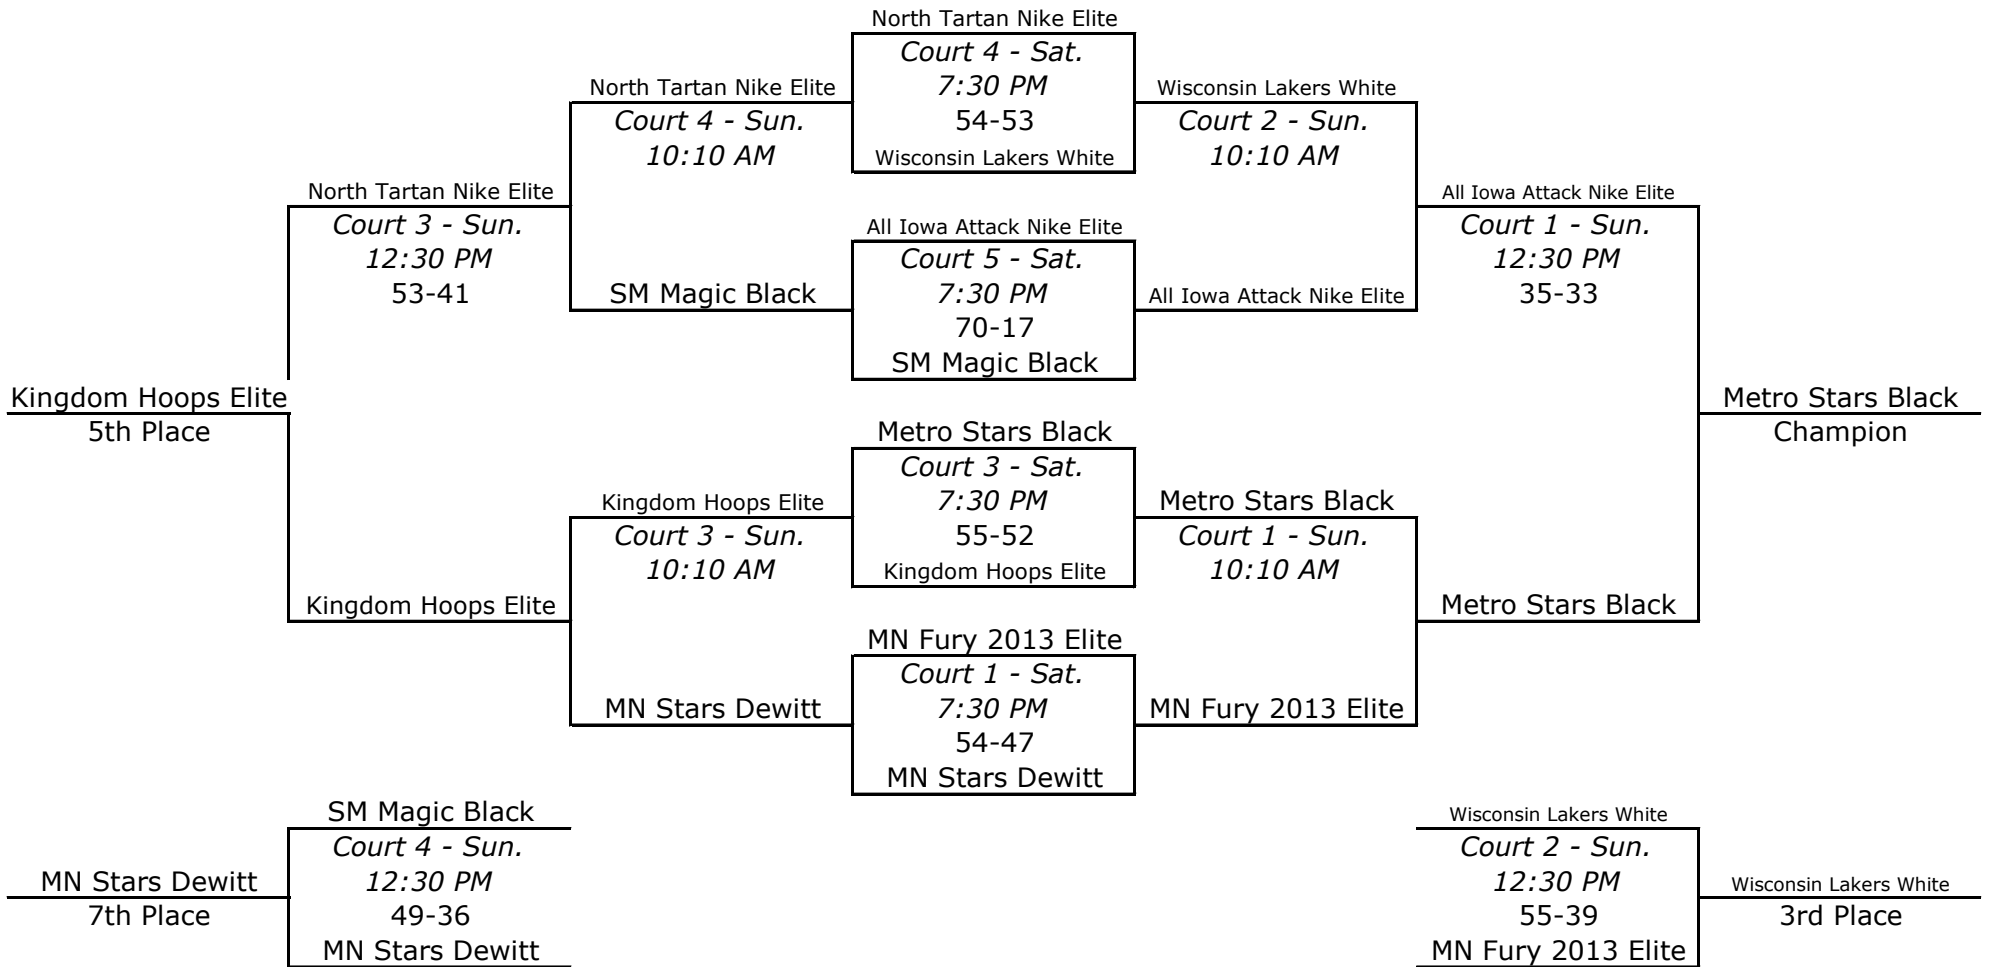 North Tartan Nike Elite
Court 4 - Sat.
7:30 PM
54-53
Wisconsin Lakers White
North Tartan Nike Elite
Court 4 - Sun.
10:10 AM
Wisconsin Lakers White
Court 2 - Sun.
10:10 AM
North Tartan Nike Elite
Court 3 - Sun.
12:30 PM
53-41
All Iowa Attack Nike Elite
Court 1 - Sun.
12:30 PM
35-33
All Iowa Attack Nike Elite
Court 5 - Sat.
7:30 PM
70-17
SM Magic Black
SM Magic Black
All Iowa Attack Nike Elite
Kingdom Hoops Elite
5th Place
Metro Stars Black
Champion
Metro Stars Black
Court 3 - Sat.
7:30 PM
55-52
Kingdom Hoops Elite
Kingdom Hoops Elite
Court 3 - Sun.
10:10 AM
Metro Stars Black
Court 1 - Sun.
10:10 AM
Kingdom Hoops Elite
Metro Stars Black
MN Fury 2013 Elite
Court 1 - Sat.
7:30 PM
54-47
MN Stars Dewitt
MN Stars Dewitt
MN Fury 2013 Elite
SM Magic Black
Court 4 - Sun.
12:30 PM
49-36
MN Stars Dewitt
MN Stars Dewitt
7th Place
Wisconsin Lakers White
Court 2 - Sun.
12:30 PM
55-39
MN Fury 2013 Elite
Wisconsin Lakers White
3rd Place